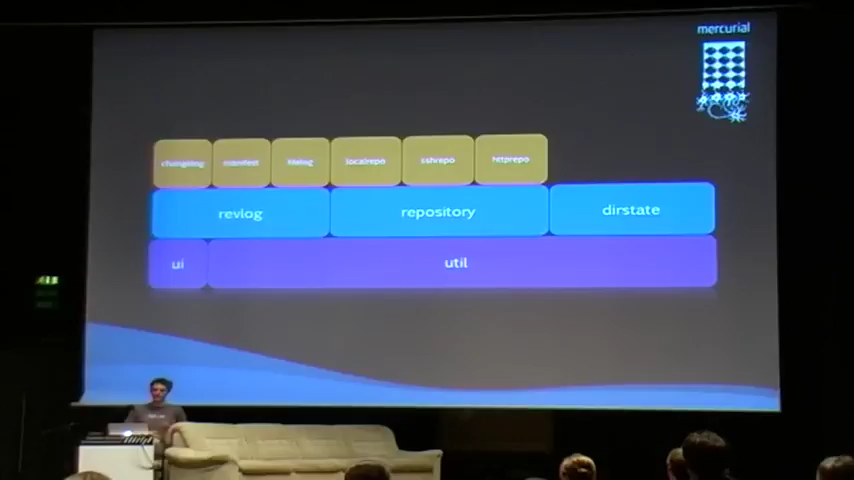 mercurial
changelog manifest filelog localrepo sshrepo httprepo
revlog repository dirstate
ui util